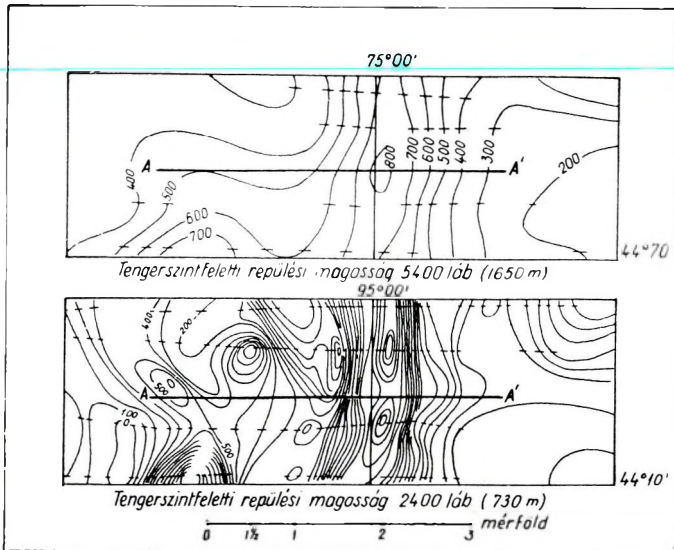 75°00'
800 700 600 500 400 300
200
A A'
400
500
600
700
44°70
Tengerszintfeletti repülési magasság 5400 láb (1650 m)
95°00'
400
200
500
A A'
100
0
500
44°10'
Tengerszintfeletti repülési magasság 2400 láb (730 m)
0 1½ 1 2 3 mérföld